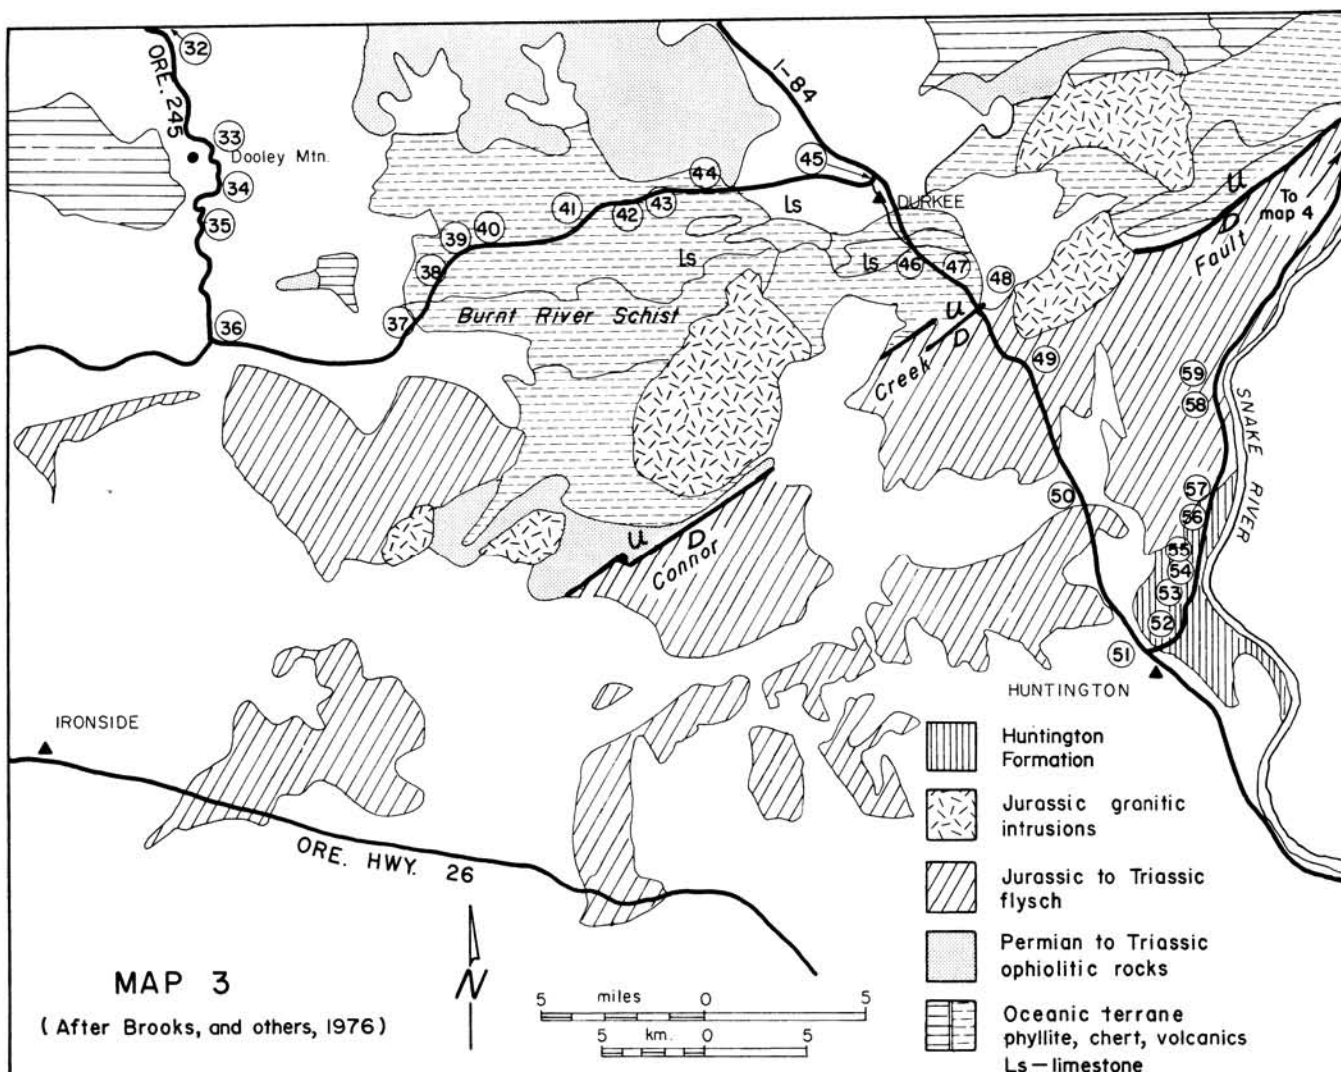 32
ORE. 245
I-84
33
Dooley Mtn.
34
35
36
37
38
39
40
41
42
43
44
45
DURKEE
Ls
Ls
Ls
46
47
48
Burnt River Schist
U
D
Creek
U
D
Fault
To
map 4
49
59
58
SNAKE RIVER
50
57
56
55
54
53
52
51
U
D
Connor
HUNTINGTON
IRONSIDE
ORE. HWY. 26
Huntington
Formation
Jurassic granitic
intrusions
Jurassic to Triassic
flysch
Permian to Triassic
ophiolitic rocks
Oceanic terrane
phyllite, chert, volcanics
Ls — limestone
MAP 3
(After Brooks, and others, 1976)
N
5 miles 0 5
5 km. 0 5